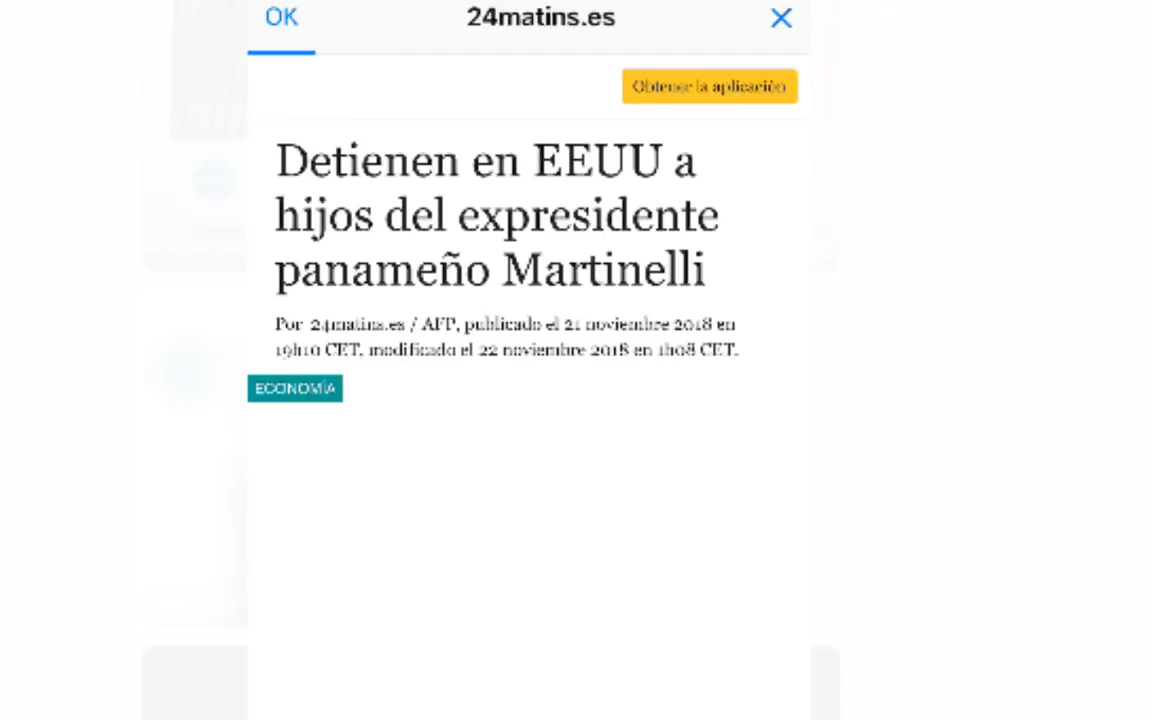 OK
24matins.es
Obtener la aplicación
Detienen en EEUU a
hijos del expresidente
panameño Martinelli
Por 24matins.es / AFP, publicado el 21 noviembre 2018 en
19h10 CET, modificado el 22 noviembre 2018 en 1h08 CET.
ECONOMÍA